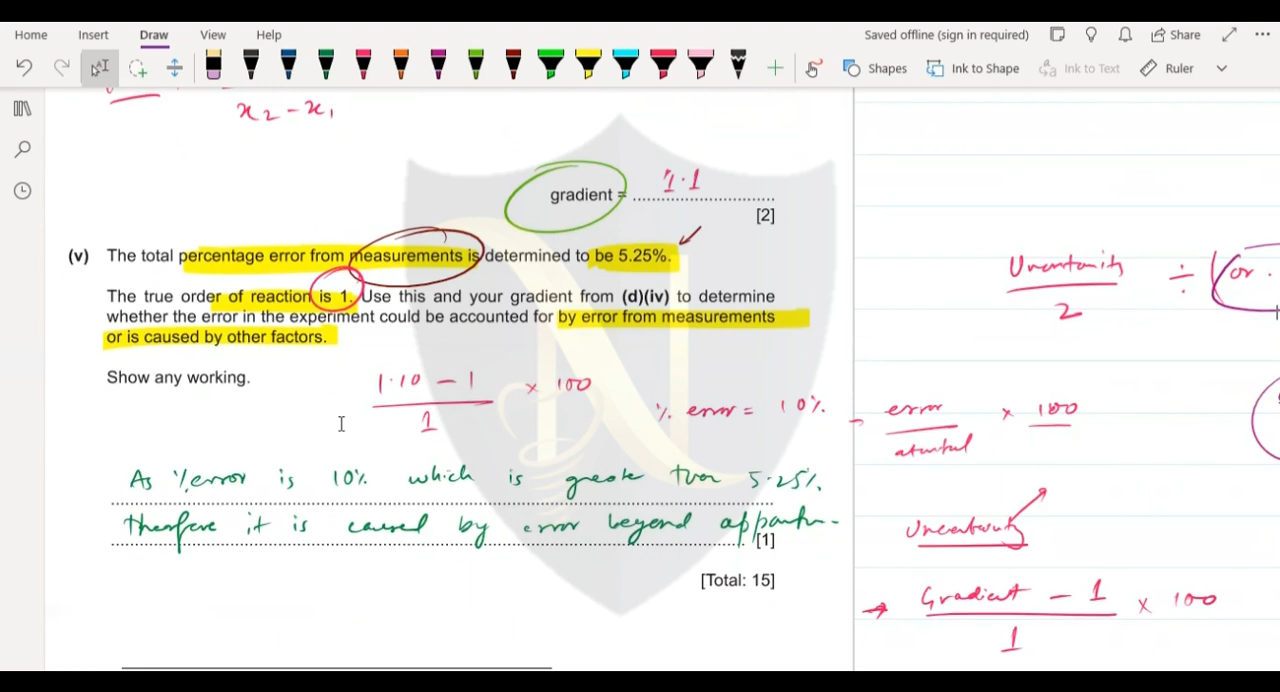 Home Insert Draw View Help
Saved offline (sign in required) Share
Shapes Ink to Shape Ink to Text Ruler
x2 - x1
gradient = 1.1
[2]
(v) The total percentage error from measurements is determined to be 5.25%.
The true order of reaction is 1. Use this and your gradient from (d)(iv) to determine
whether the error in the experiment could be accounted for by error from measurements
or is caused by other factors.
Show any working.
1.10 - 1 × 100
1
% error = 10%
As % error is 10% which is greater than 5.25%
therefore it is caused by error beyond
[1]
[Total: 15]
Uncertainty ÷ (or
2
error × 100
Uncertainty
→ Gradient - 1 × 100
1